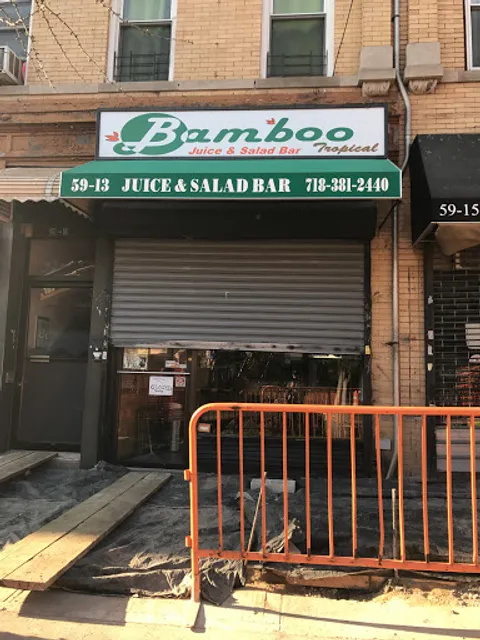 Bamboo
Juice & Salad Bar Tropical
59-13 JUICE & SALAD BAR 718-381-2440
59-15